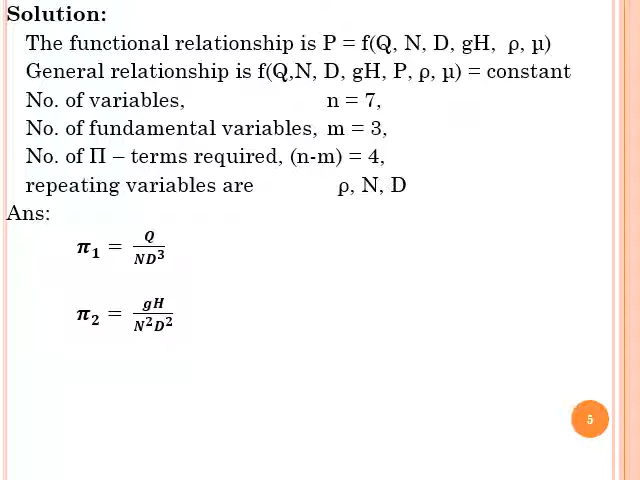 Solution:
The functional relationship is P = f(Q, N, D, gH, ρ, µ)
General relationship is f(Q,N, D, gH, P, ρ, µ) = constant
No. of variables, n = 7,
No. of fundamental variables, m = 3,
No. of Π – terms required, (n-m) = 4,
repeating variables are ρ, N, D
Ans:
π₁ = Q / ND³
π₂ = gH / N²D²
5